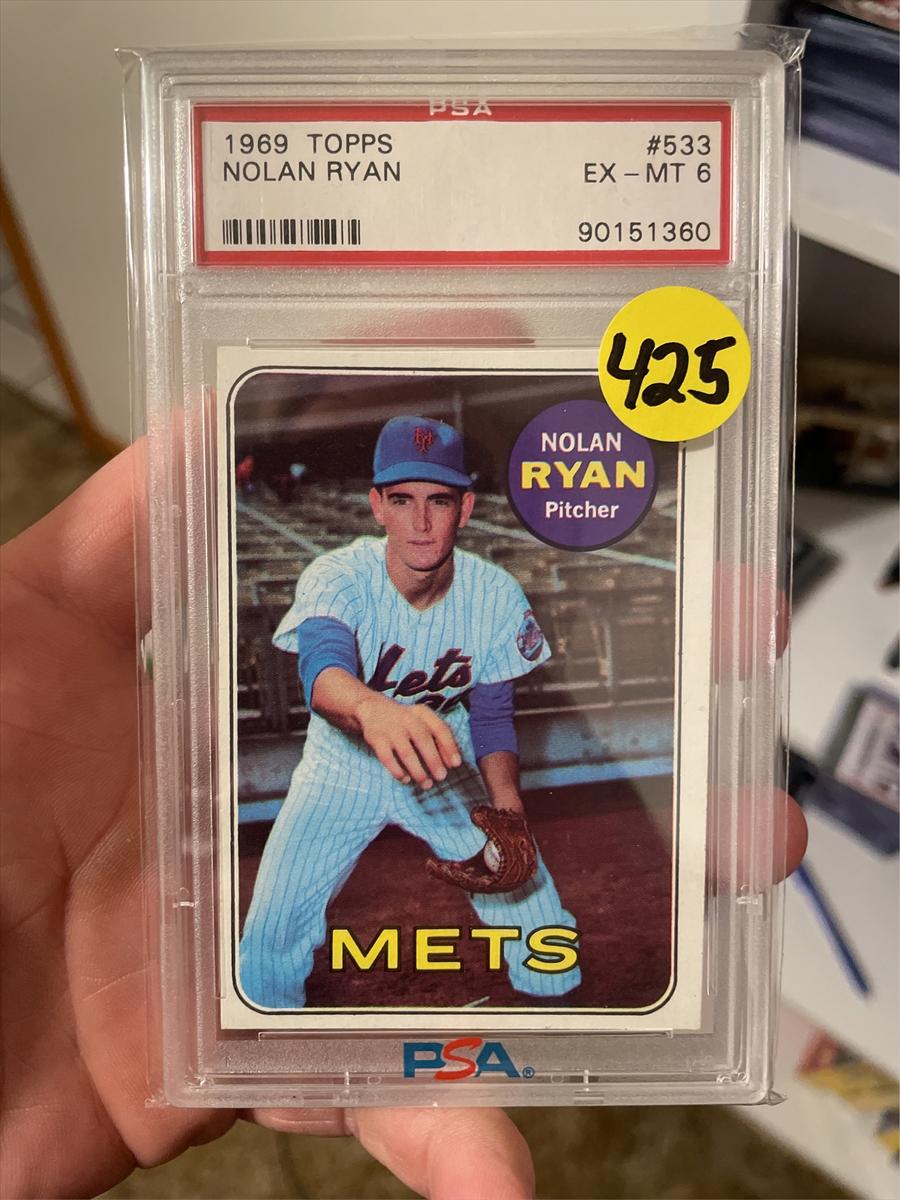 PSA
1969 TOPPS #533
NOLAN RYAN EX-MT 6
90151360
425
NOLAN
RYAN
Pitcher
Mets
METS
PSA®